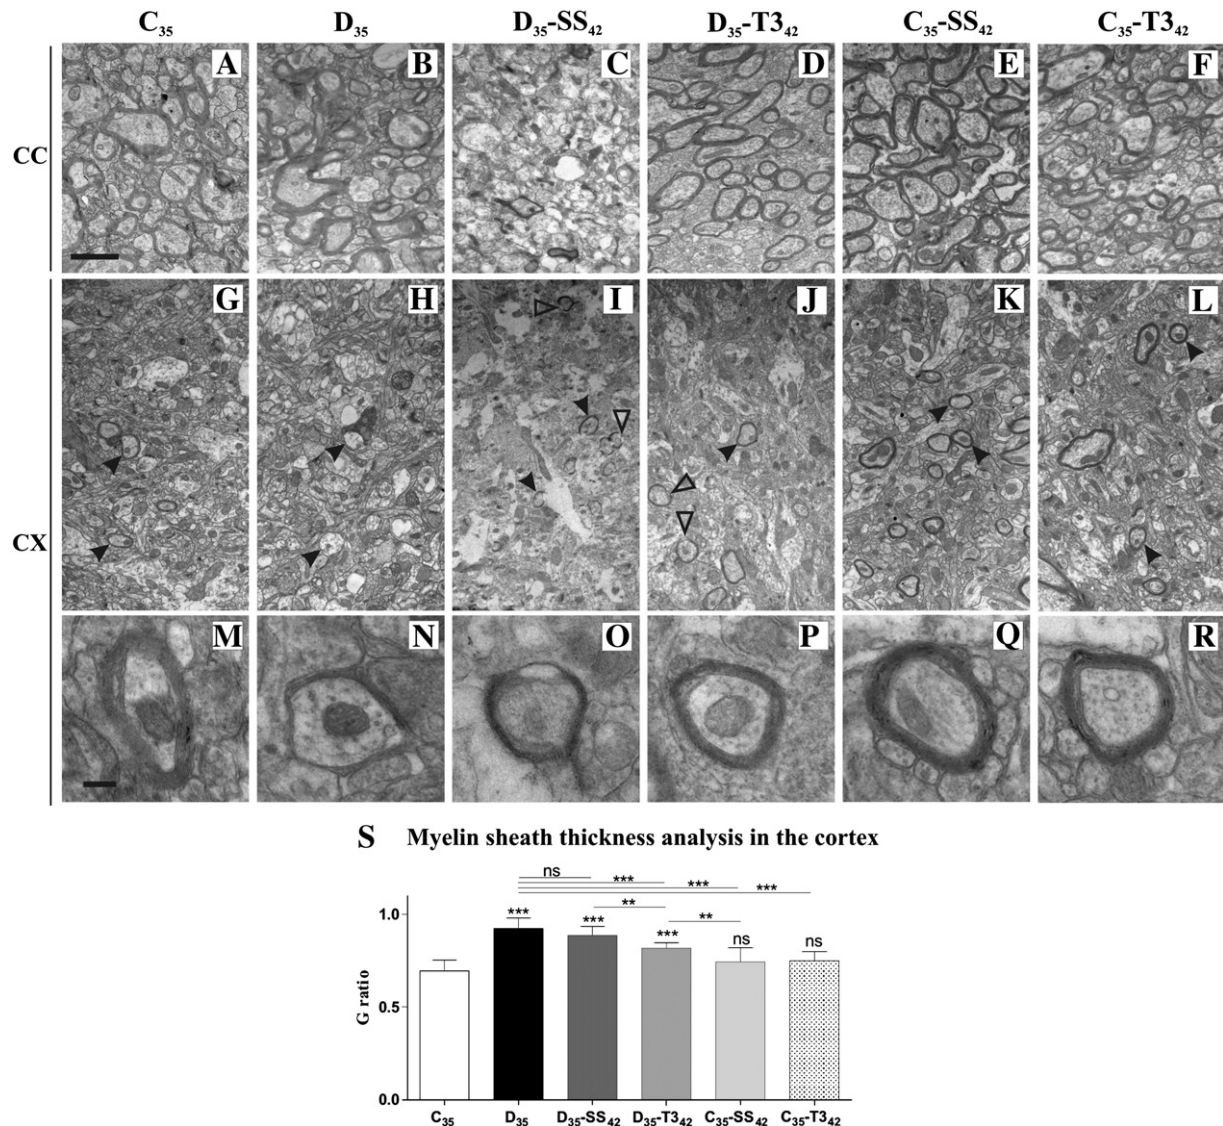 C35 D35 D35-SS42 D35-T342 C35-SS42 C35-T342
A B C D E F
CC
G H I J K L
CX
M N O P Q R
S Myelin sheath thickness analysis in the cortex
ns *** *** ***
** **
*** *** *** ns ns
1.0
0.5
0.0
G ratio
C35 D35 D35-SS42 D35-T342 C35-SS42 C35-T342